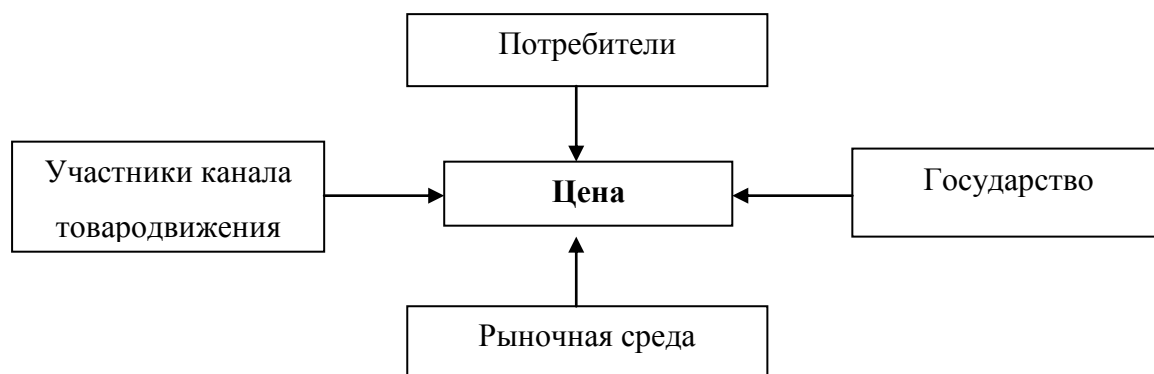 Потребители
Участники канала
товародвижения
Цена
Государство
Рыночная среда